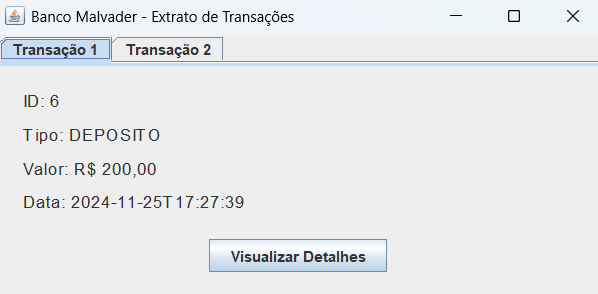 Banco Malvader - Extrato de Transações
Transação 1 Transação 2
ID: 6
Tipo: DEPOSITO
Valor: R$ 200,00
Data: 2024-11-25T17:27:39
Visualizar Detalhes